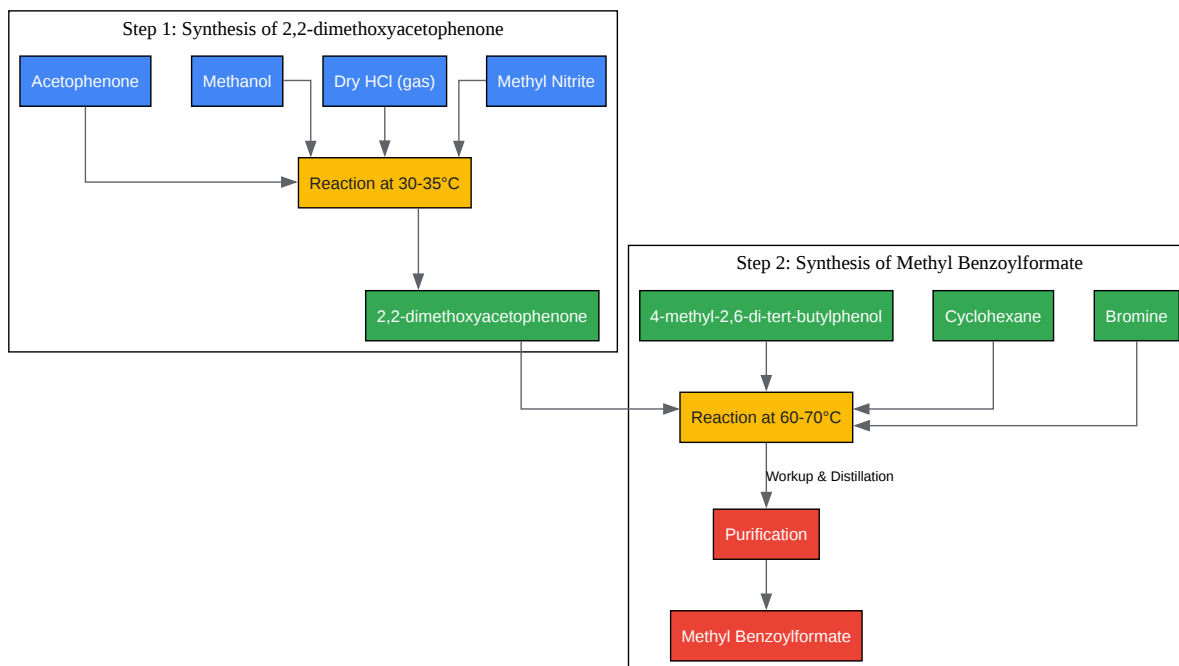 Step 1: Synthesis of 2,2-dimethoxyacetophenone
Acetophenone
Methanol
Dry HCl (gas)
Methyl Nitrite
Reaction at 30-35°C
2,2-dimethoxyacetophenone
Step 2: Synthesis of Methyl Benzoylformate
4-methyl-2,6-di-tert-butylphenol
Cyclohexane
Bromine
Reaction at 60-70°C
Workup & Distillation
Purification
Methyl Benzoylformate